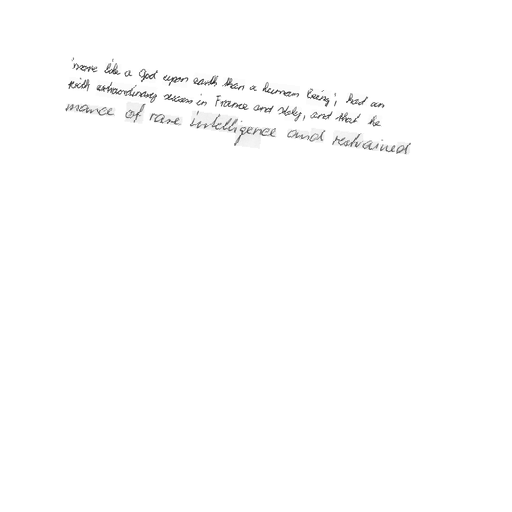 'more like a God upon earth than a human being', had an
with extraordinary success in France and Italy, and that he
mance of rare intelligence and restrained